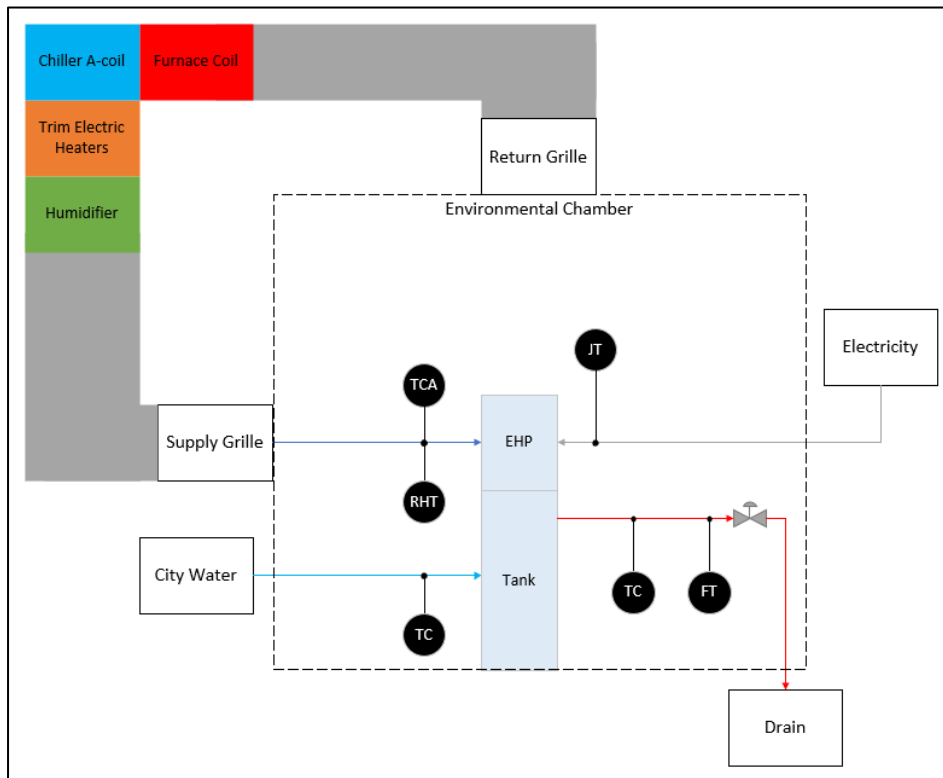 Chiller A-coil
Furnace Coil
Trim Electric
Heaters
Return Grille
Humidifier
Environmental Chamber
Electricity
JT
TCA
Supply Grille
EHP
RHT
City Water
Tank
TC
FT
TC
Drain